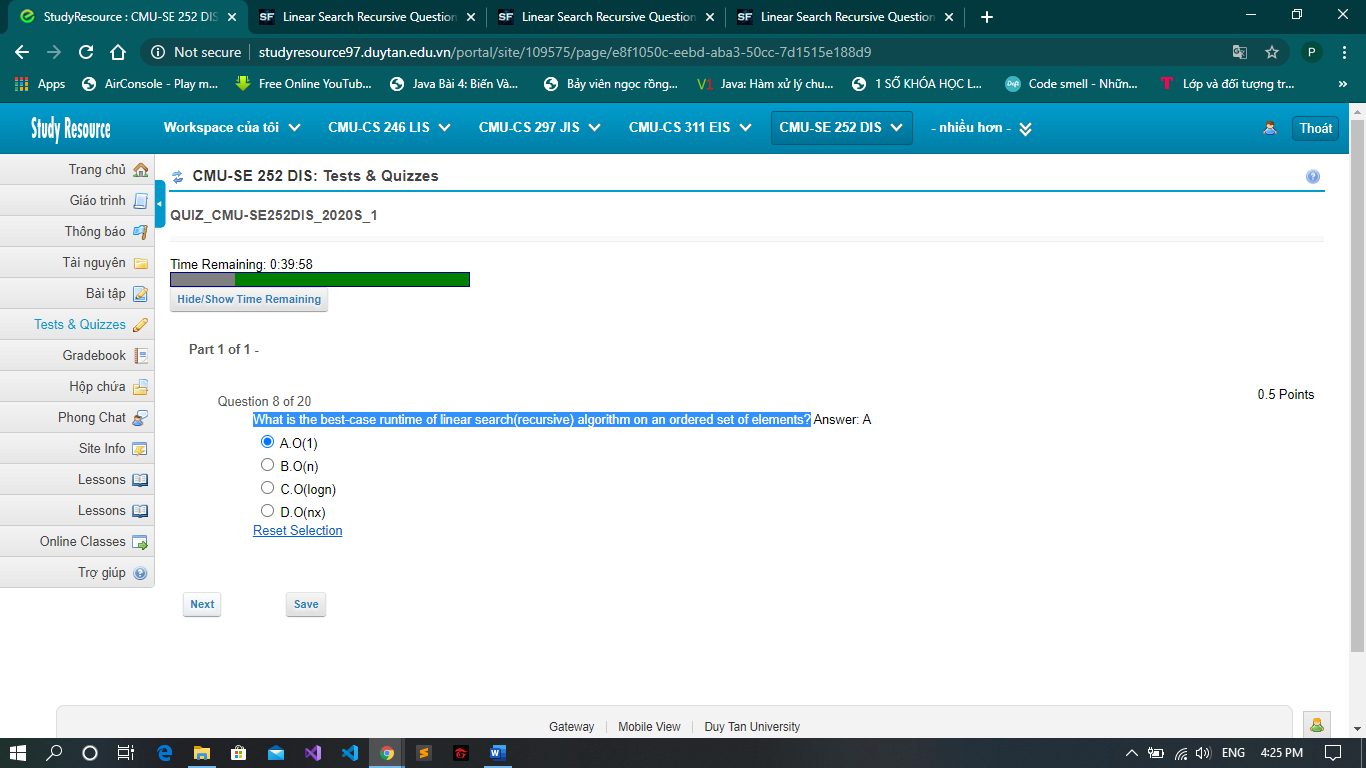 StudyResource : CMU-SE 252 DIS
Linear Search Recursive Question
Linear Search Recursive Question
Linear Search Recursive Question
Not secure | studyresource97.duytan.edu.vn/portal/site/109575/page/e8f1050c-eebd-aba3-50cc-7d1515e188d9
P
Apps
AirConsole - Play m...
Free Online YouTub...
Java Bài 4: Biến Và...
Bảy viên ngọc rồng...
Java: Hàm xử lý chu...
1 SỐ KHÓA HỌC L...
Code smell - Nhữn...
Lớp và đối tượng tr...
»
Study Resource
Workspace của tôi
CMU-CS 246 LIS
CMU-CS 297 JIS
CMU-CS 311 EIS
CMU-SE 252 DIS
- nhiều hơn -
Thoát
Trang chủ
Giáo trình
Thông báo
Tài nguyên
Bài tập
Tests & Quizzes
Gradebook
Hộp chứa
Phong Chat
Site Info
Lessons
Lessons
Online Classes
Trợ giúp
CMU-SE 252 DIS: Tests & Quizzes
QUIZ_CMU-SE252DIS_2020S_1
Time Remaining: 0:39:58
Hide/Show Time Remaining
Part 1 of 1 -
Question 8 of 20
0.5 Points
What is the best-case runtime of linear search(recursive) algorithm on an ordered set of elements? Answer: A
A.O(1)
B.O(n)
C.O(logn)
D.O(nx)
Reset Selection
Next
Save
Gateway | Mobile View | Duy Tan University
ENG
4:25 PM